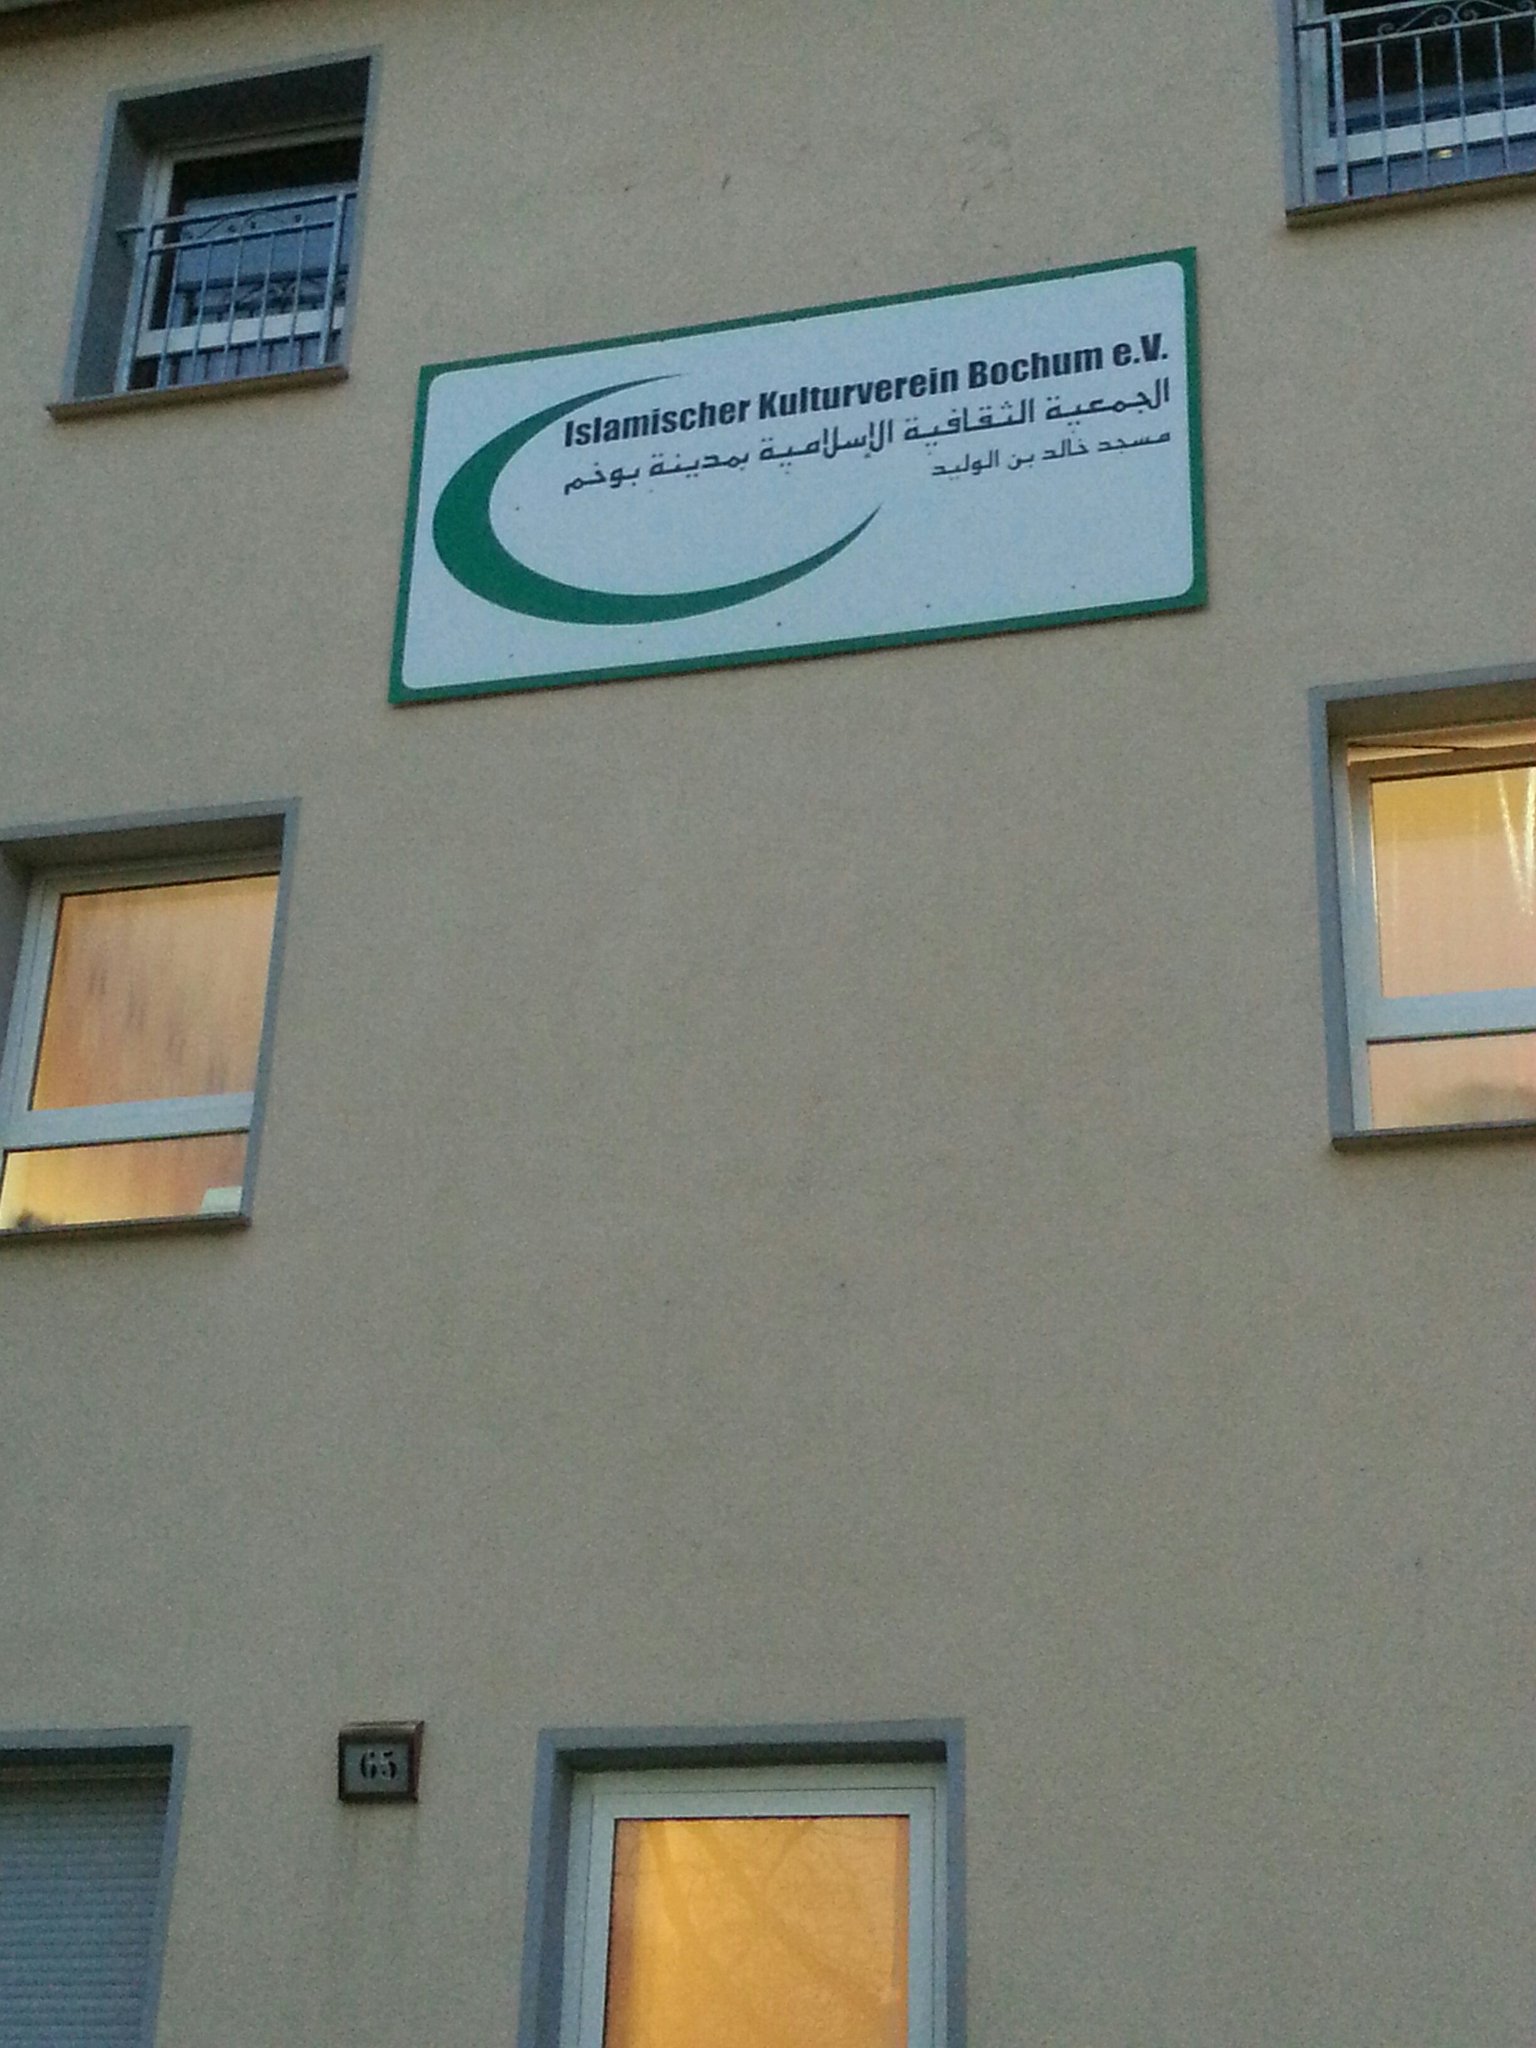 Islamischer Kulturverein Bochum e.V.
الجمعية الثقافية الإسلامية بمدينة بوخم
مسجد خالد بن الوليد
65